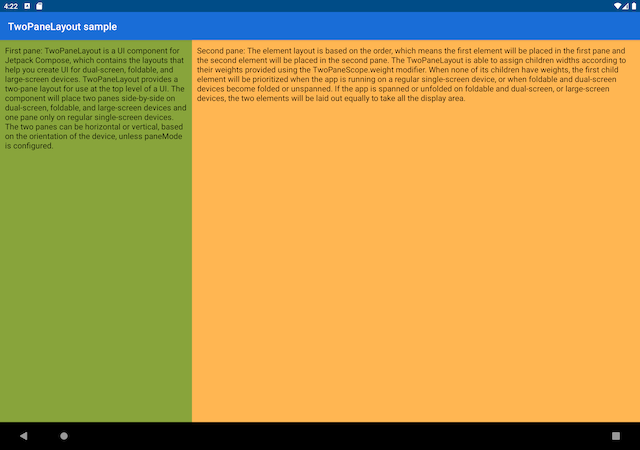 4:22
TwoPaneLayout sample
First pane: TwoPaneLayout is a UI component for
Jetpack Compose, which contains the layouts that
help you create UI for dual-screen, foldable, and
large-screen devices. TwoPaneLayout provides a
two-pane layout for use at the top level of a UI. The
component will place two panes side-by-side on
dual-screen, foldable, and large-screen devices and
one pane only on regular single-screen devices.
The two panes can be horizontal or vertical, based
on the orientation of the device, unless paneMode
is configured.
Second pane: The element layout is based on the order, which means the first element will be placed in the first pane and
the second element will be placed in the second pane. The TwoPaneLayout is able to assign children widths according to
their weights provided using the TwoPaneScope.weight modifier. When none of its children have weights, the first child
element will be prioritized when the app is running on a regular single-screen device, or when foldable and dual-screen
devices become folded or unspanned. If the app is spanned or unfolded on foldable and dual-screen, or large-screen
devices, the two elements will be laid out equally to take all the display area.